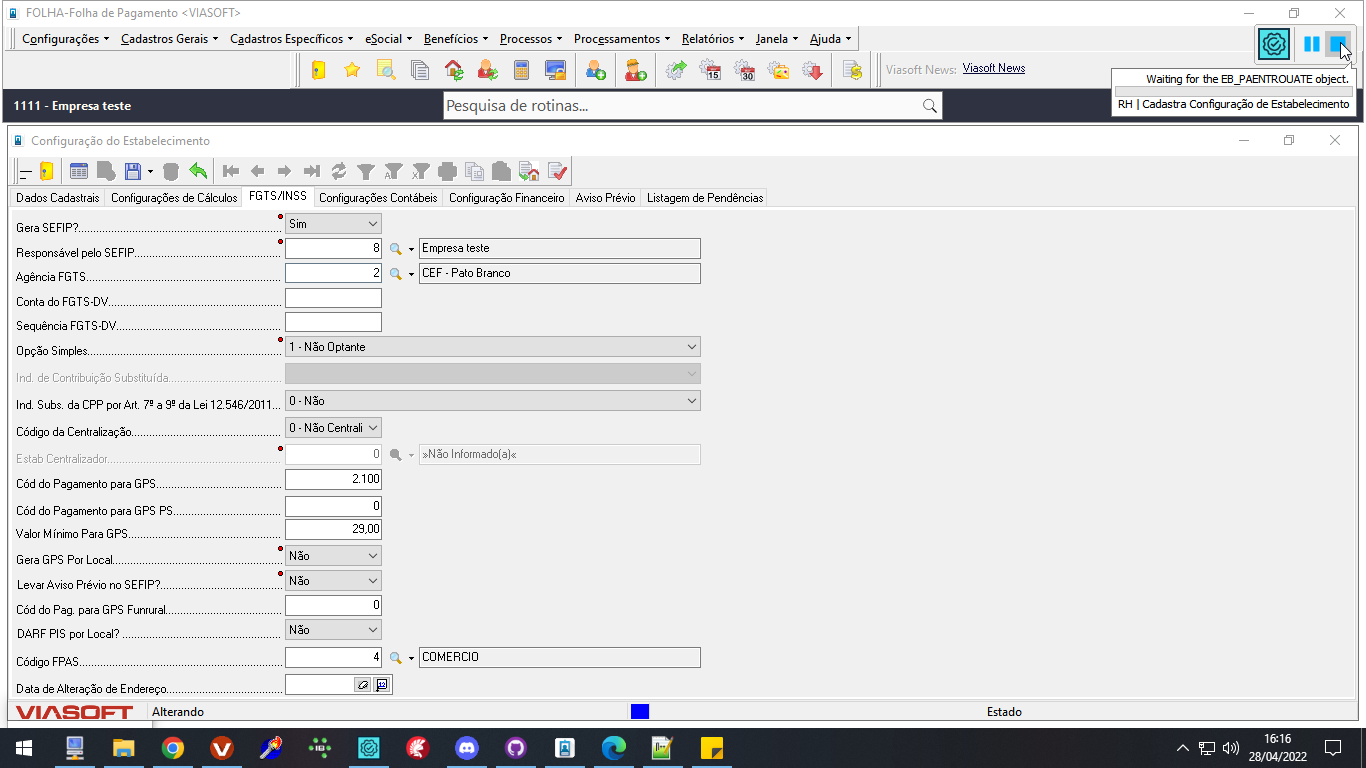 FOLHA-Folha de Pagamento <VIASOFT>
Configurações Cadastros Gerais Cadastros Específicos eSocial Benefícios Processos Processamentos Relatórios Janela Ajuda
15 30 Viasoft News: Viasoft News
Waiting for the EB_PAENTROUATE object.
RH | Cadastra Configuração de Estabelecimento
1111 - Empresa teste
Pesquisa de rotinas...
Configuração do Estabelecimento
Dados Cadastrais Configurações de Cálculos FGTS/INSS Configurações Contábeis Configuração Financeiro Aviso Prévio Listagem de Pendências
Gera SEFIP? Sim
Responsável pelo SEFIP 8 Empresa teste
Agência FGTS 2 CEF - Pato Branco
Conta do FGTS-DV
Sequência FGTS-DV
Opção Simples 1 - Não Optante
Ind. de Contribuição Substituída
Ind. Subs. da CPP por Art. 7º a 9º da Lei 12.546/2011... 0 - Não
Código da Centralização 0 - Não Centrali
Estab Centralizador 0 »Não Informado(a)«
Cód do Pagamento para GPS 2.100
Cód do Pagamento para GPS PS 0
Valor Mínimo Para GPS 29,00
Gera GPS Por Local Não
Levar Aviso Prévio no SEFIP? Não
Cód do Pag. para GPS Funrural 0
DARF PIS por Local? Não
Código FPAS 4 COMERCIO
Data de Alteração de Endereço
VIASOFT Alterando Estado
16:16
28/04/2022